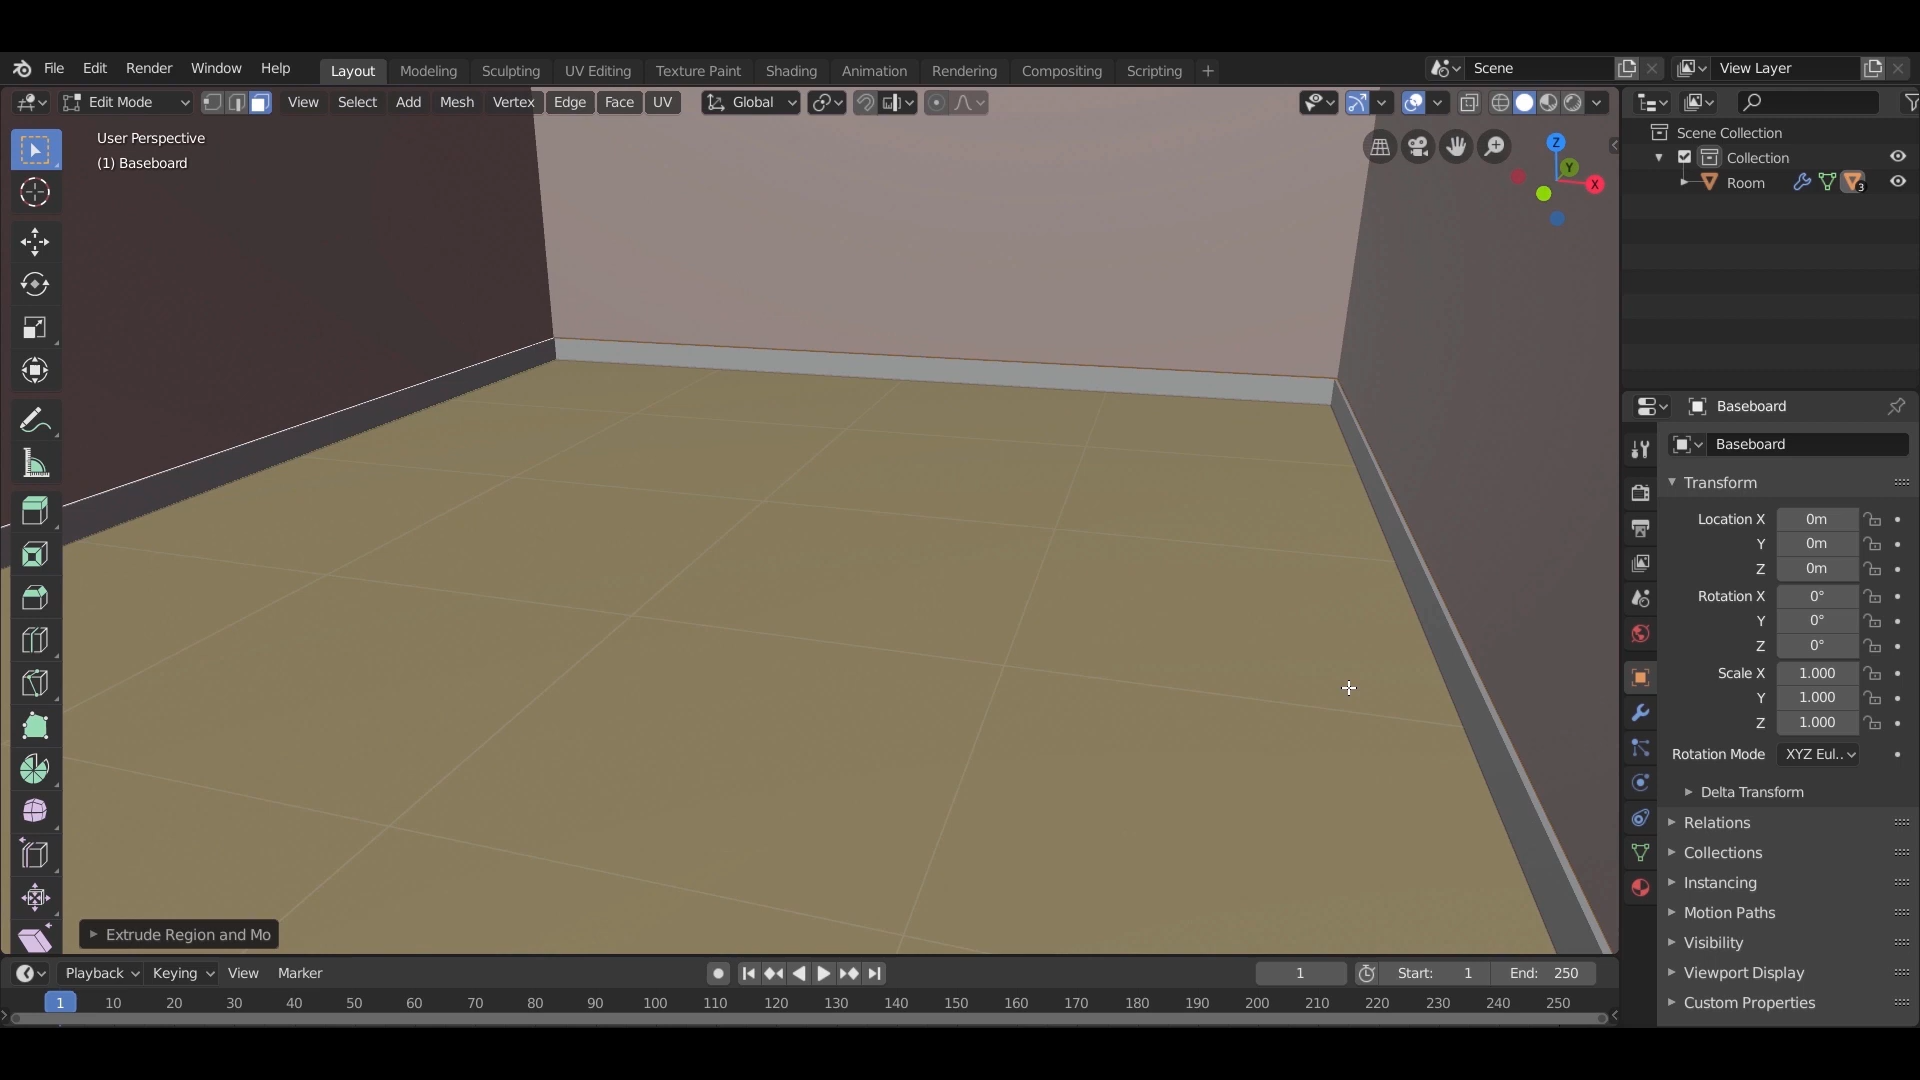 File Edit Render Window Help Layout Modeling Sculpting UV Editing Texture Paint Shading Animation Rendering Compositing Scripting + Scene View Layer
Edit Mode View Select Add Mesh Vertex Edge Face UV Global
User Perspective
(1) Baseboard
Z
Y
X
Scene Collection
Collection
Room 3
Baseboard
Baseboard
Transform
Location X 0m
Y 0m
Z 0m
Rotation X 0°
Y 0°
Z 0°
Scale X 1.000
Y 1.000
Z 1.000
Rotation Mode XYZ Eul..
Delta Transform
Relations
Collections
Instancing
Motion Paths
Visibility
Viewport Display
Custom Properties
Extrude Region and Mo
Playback Keying View Marker 1 Start: 1 End: 250
1 10 20 30 40 50 60 70 80 90 100 110 120 130 140 150 160 170 180 190 200 210 220 230 240 250